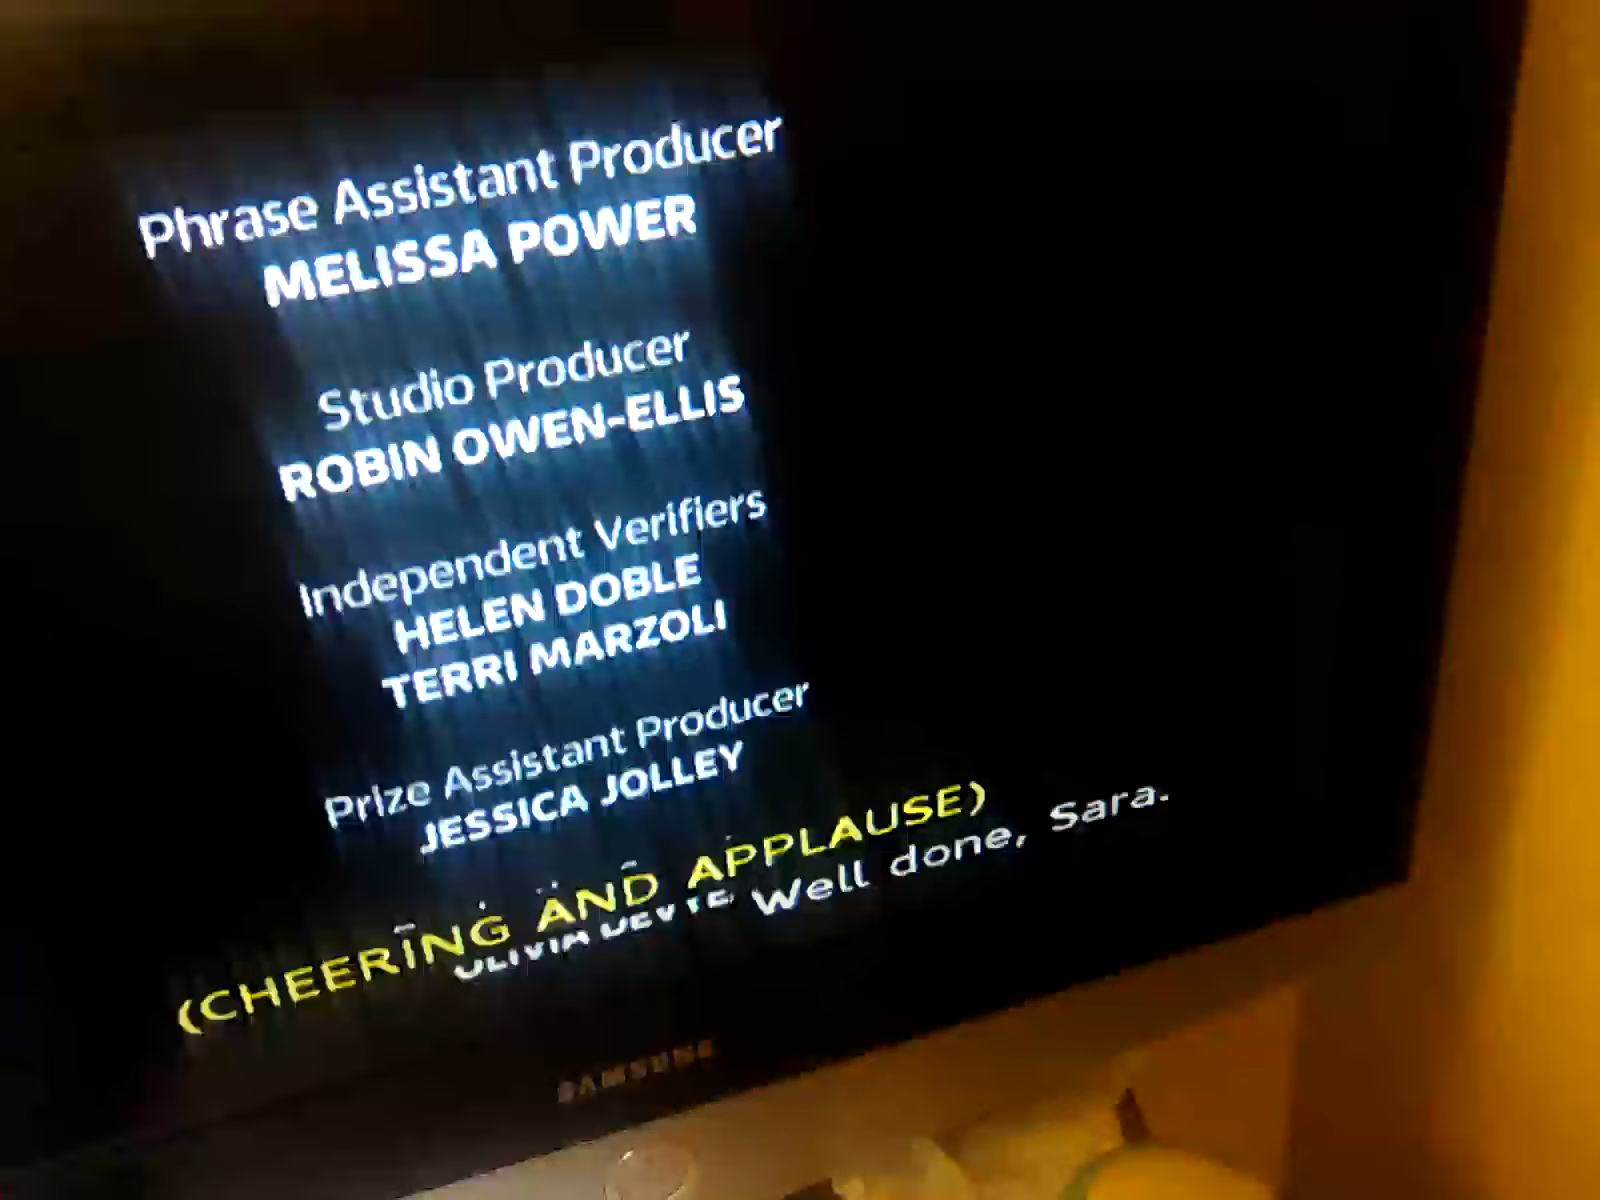 Phrase Assistant Producer
MELISSA POWER
Studio Producer
ROBIN OWEN-ELLIS
Independent Verifiers
HELEN DOBLE
TERRI MARZOLI
Prize Assistant Producer
JESSICA JOLLEY
(CHEERING AND APPLAUSE)
Well done, Sara.
SAMSUNG